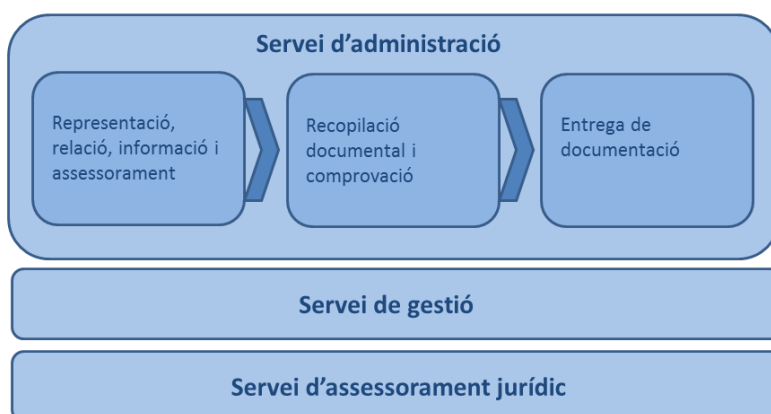 Servei d’administració
Representació,
relació, informació i
assessorament
Recopilació
documental i
comprovació
Entrega de
documentació
Servei de gestió
Servei d’assessorament jurídic